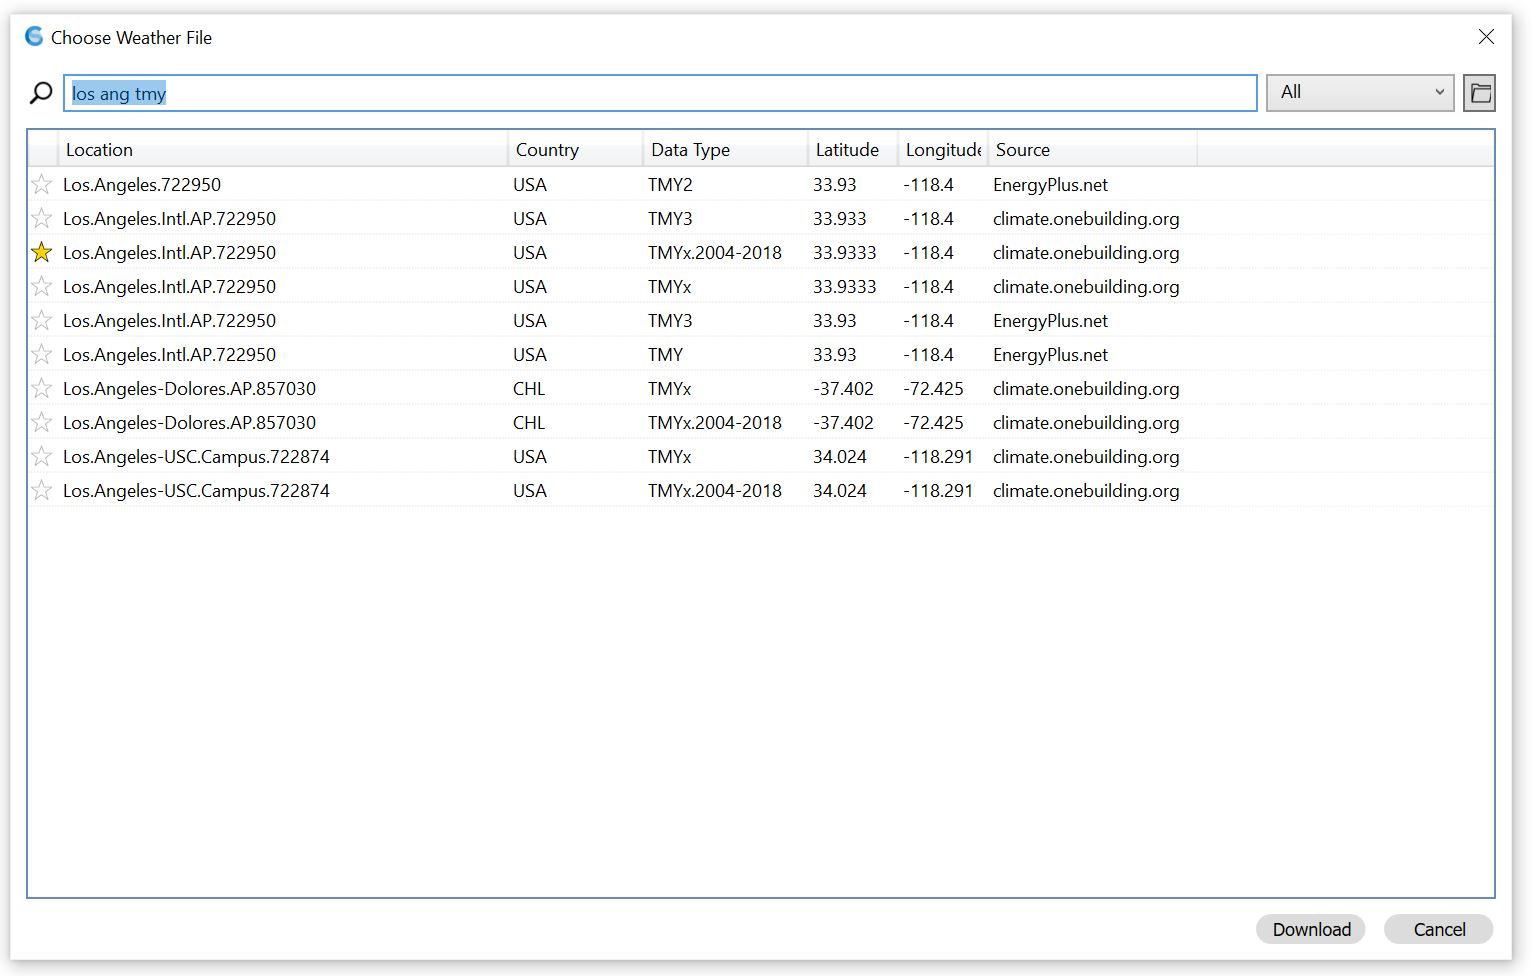 Choose Weather File
los ang tmy All
Location Country Data Type Latitude Longitude Source
Los.Angeles.722950 USA TMY2 33.93 -118.4 EnergyPlus.net
Los.Angeles.Intl.AP.722950 USA TMY3 33.933 -118.4 climate.onebuilding.org
Los.Angeles.Intl.AP.722950 USA TMYx.2004-2018 33.9333 -118.4 climate.onebuilding.org
Los.Angeles.Intl.AP.722950 USA TMYx 33.9333 -118.4 climate.onebuilding.org
Los.Angeles.Intl.AP.722950 USA TMY3 33.93 -118.4 EnergyPlus.net
Los.Angeles.Intl.AP.722950 USA TMY 33.93 -118.4 EnergyPlus.net
Los.Angeles-Dolores.AP.857030 CHL TMYx -37.402 -72.425 climate.onebuilding.org
Los.Angeles-Dolores.AP.857030 CHL TMYx.2004-2018 -37.402 -72.425 climate.onebuilding.org
Los.Angeles-USC.Campus.722874 USA TMYx 34.024 -118.291 climate.onebuilding.org
Los.Angeles-USC.Campus.722874 USA TMYx.2004-2018 34.024 -118.291 climate.onebuilding.org
Download Cancel